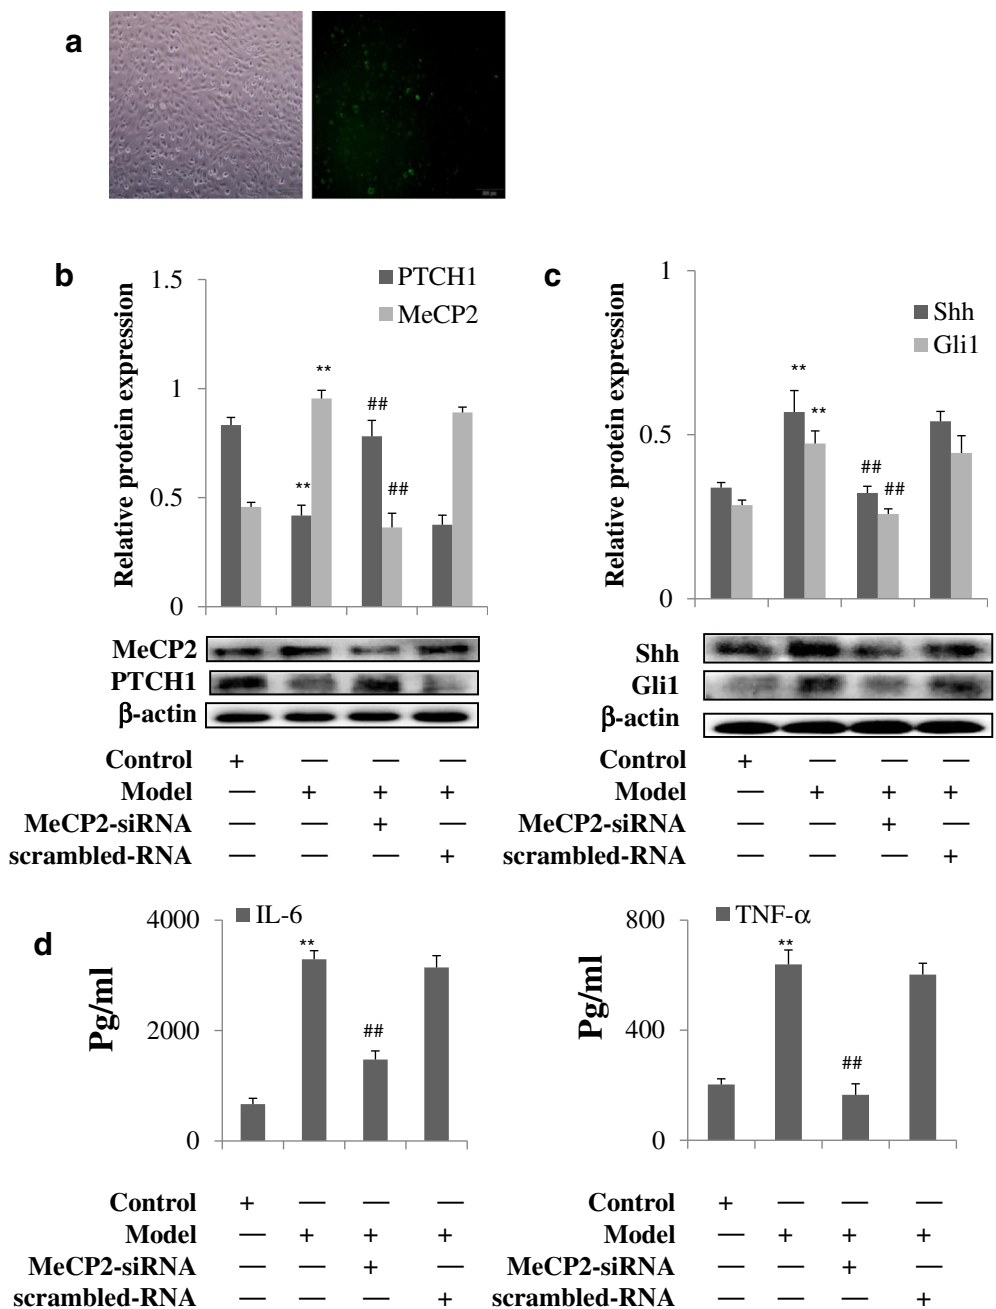 a
b
1.5
1
0.5
0
Relative protein expression
PTCH1
MeCP2
**
**
##
##
MeCP2
PTCH1
β-actin
Control + — — —
Model — + + +
MeCP2-siRNA — — + —
scrambled-RNA — — — +
c
1
0.5
0
Relative protein expression
Shh
Gli1
**
**
##
##
Shh
Gli1
β-actin
Control + — — —
Model — + + +
MeCP2-siRNA — — + —
scrambled-RNA — — — +
d
4000
2000
0
Pg/ml
IL-6
**
##
Control + — — —
Model — + + +
MeCP2-siRNA — — + —
scrambled-RNA — — — +
800
400
0
Pg/ml
TNF-α
**
##
Control + — — —
Model — + + +
MeCP2-siRNA — — + —
scrambled-RNA — — — +